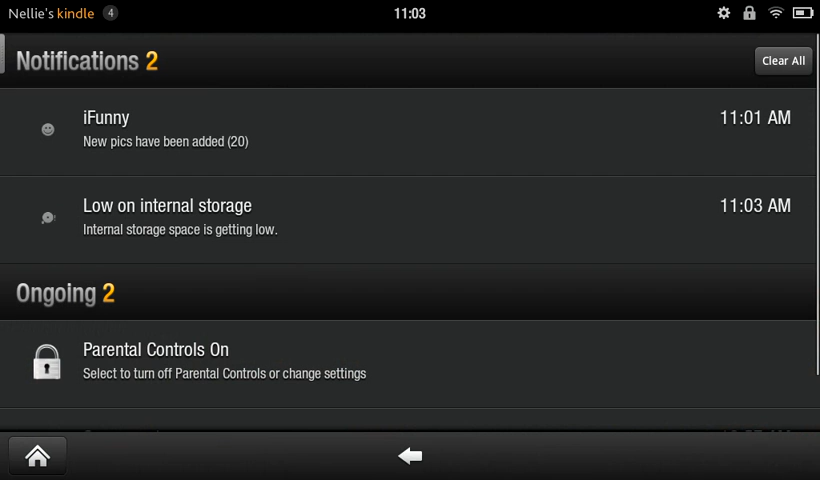 Nellie's kindle 4
11:03
Notifications 2
Clear All
iFunny
11:01 AM
New pics have been added (20)
Low on internal storage
11:03 AM
Internal storage space is getting low.
Ongoing 2
Parental Controls On
Select to turn off Parental Controls or change settings